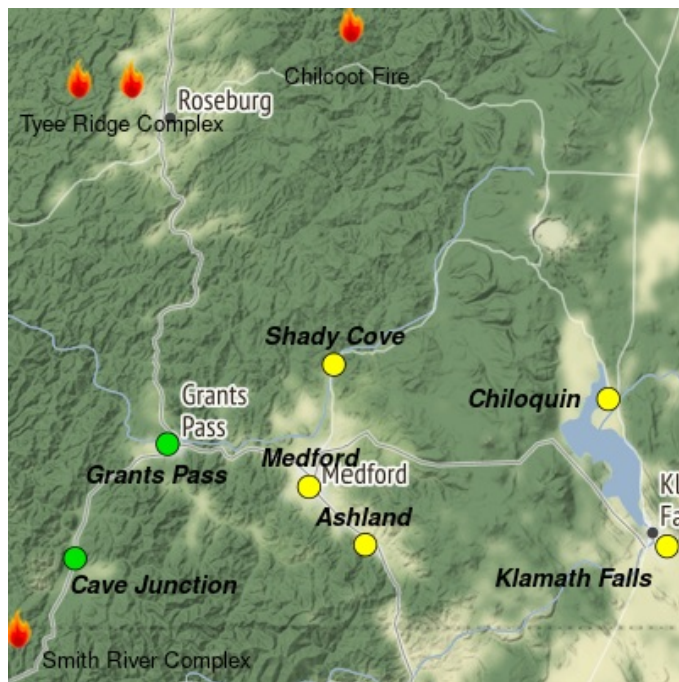 Chilcoot Fire
Roseburg
Tyee Ridge Complex
Shady Cove
Grants
Pass
Chiloquin
Medford
Grants Pass
Medford
Ashland
Klamath Falls
Cave Junction
Smith River Complex